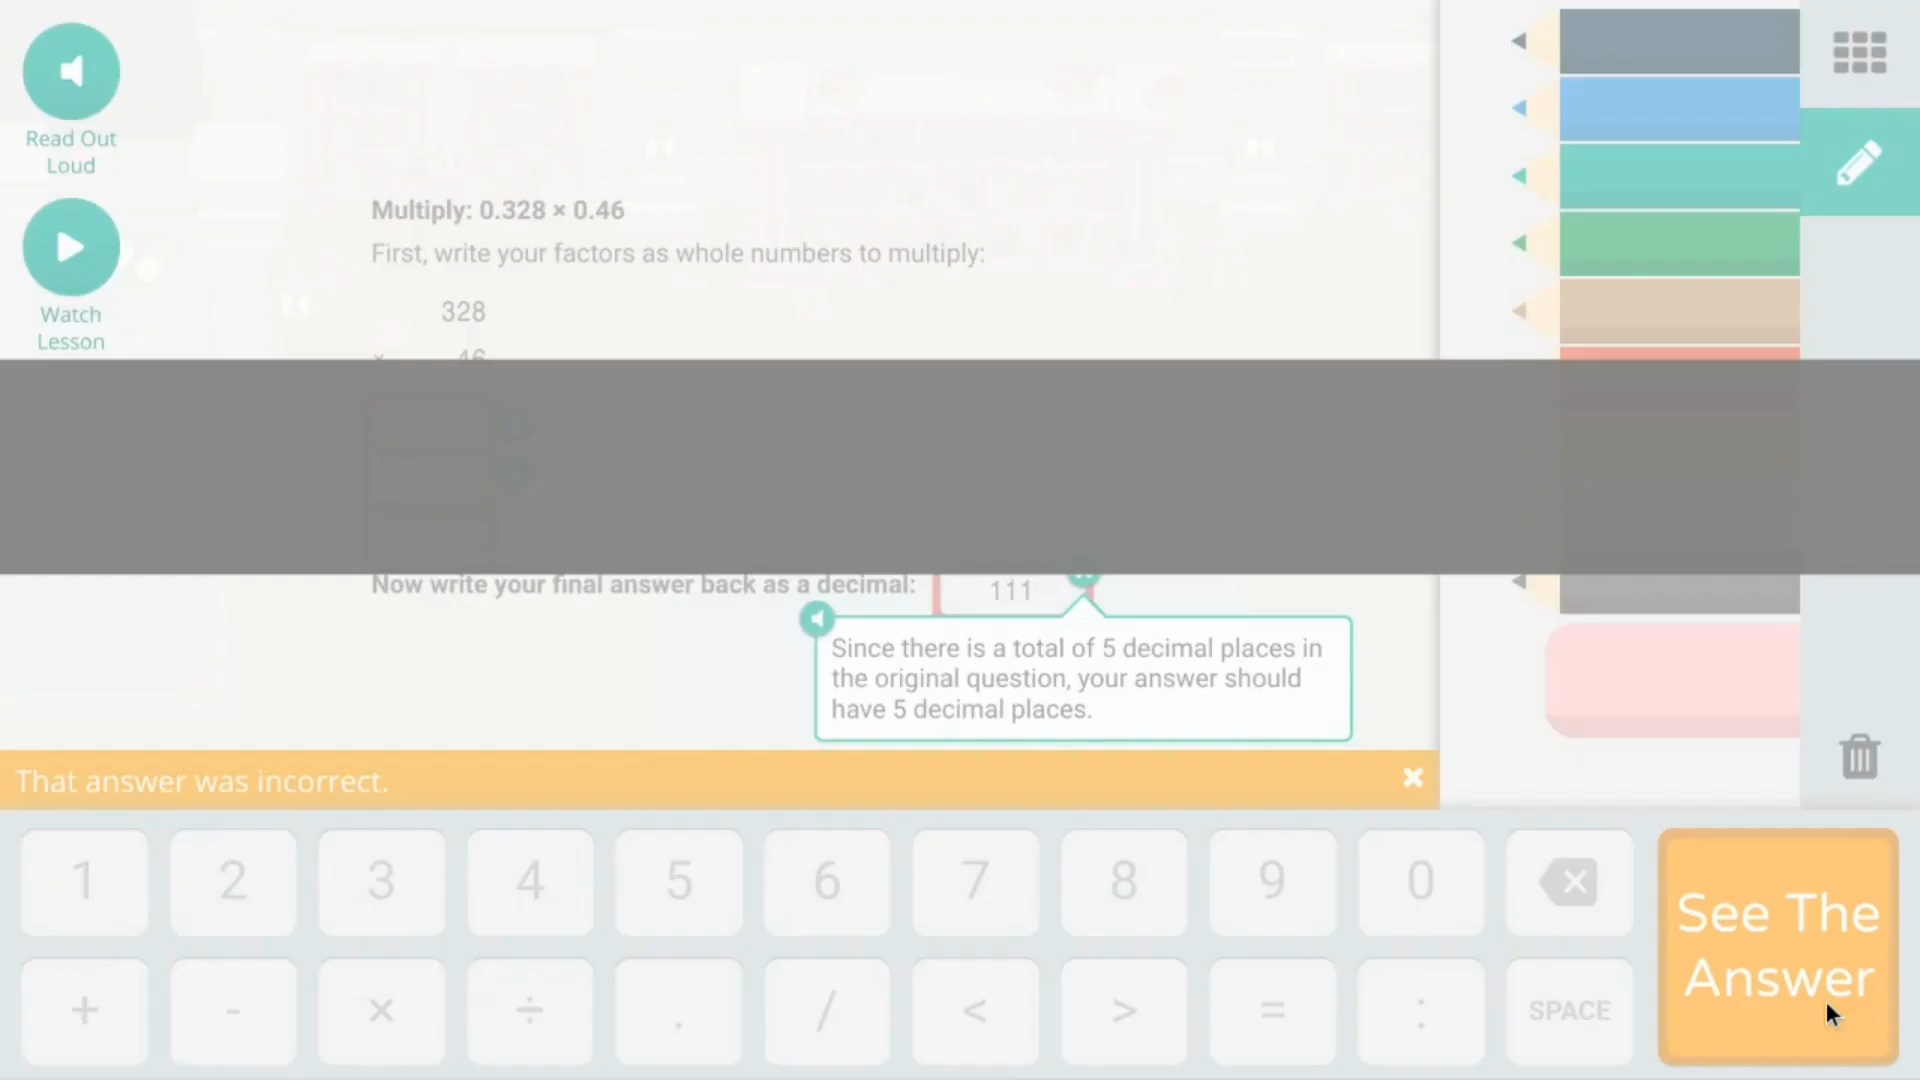 Read Out
Loud
Watch
Lesson
Multiply: 0.328 × 0.46
First, write your factors as whole numbers to multiply:
328
× 46
Now write your final answer back as a decimal:
111
Since there is a total of 5 decimal places in
the original question, your answer should
have 5 decimal places.
That answer was incorrect.
1 2 3 4 5 6 7 8 9 0
+ - × ÷ . / < > = : SPACE
See The
Answer